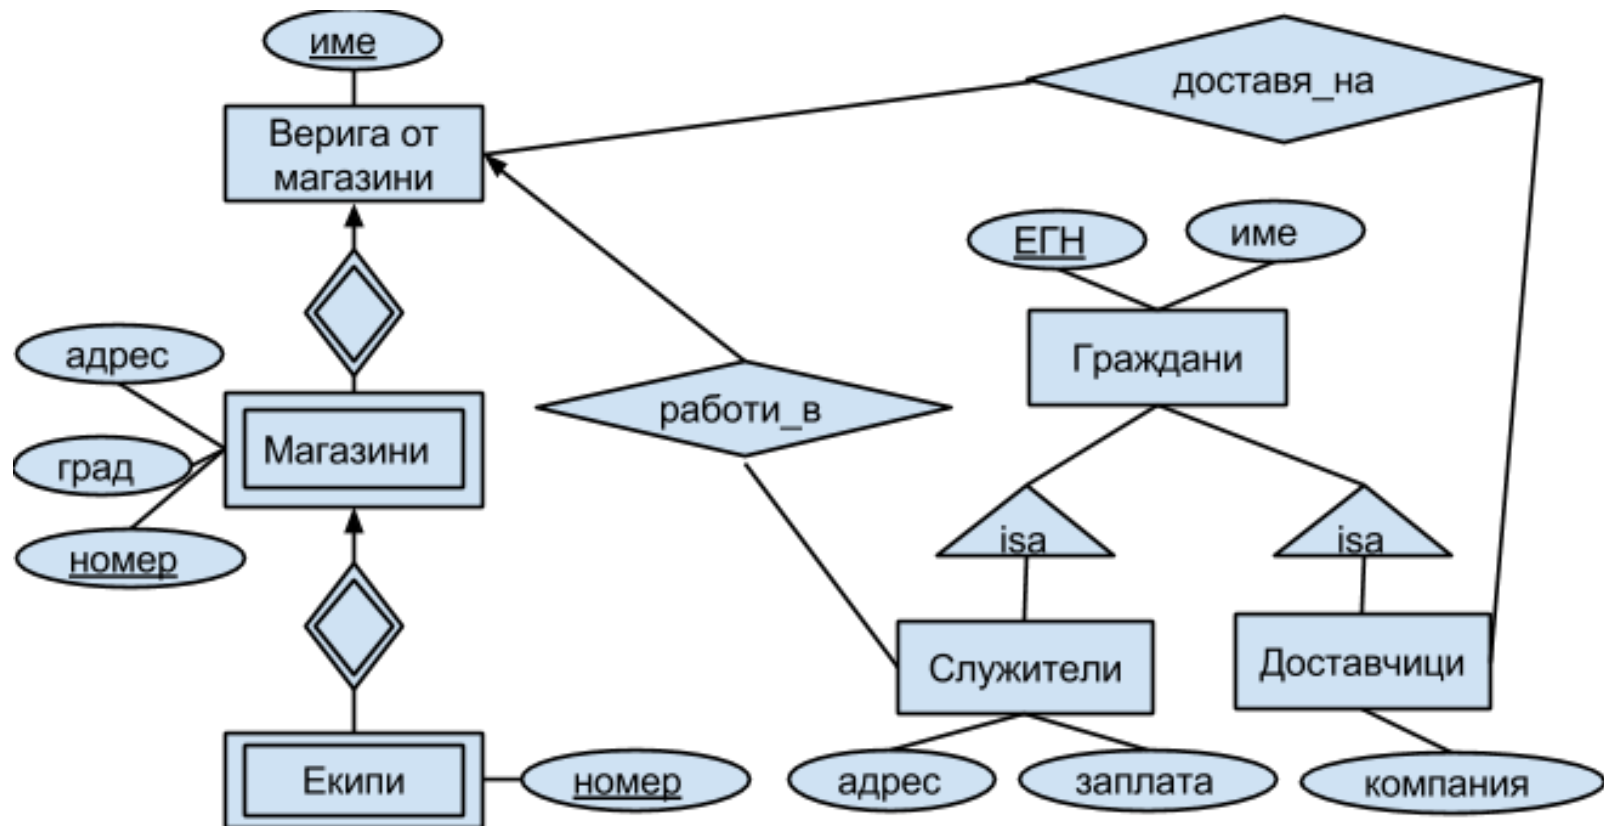 име
доставя_на
Верига от
магазини
ЕГН
име
адрес
Граждани
работи_в
Магазини
град
номер
isa
isa
Служители
Доставчици
Екипи
номер
адрес
заплата
компания